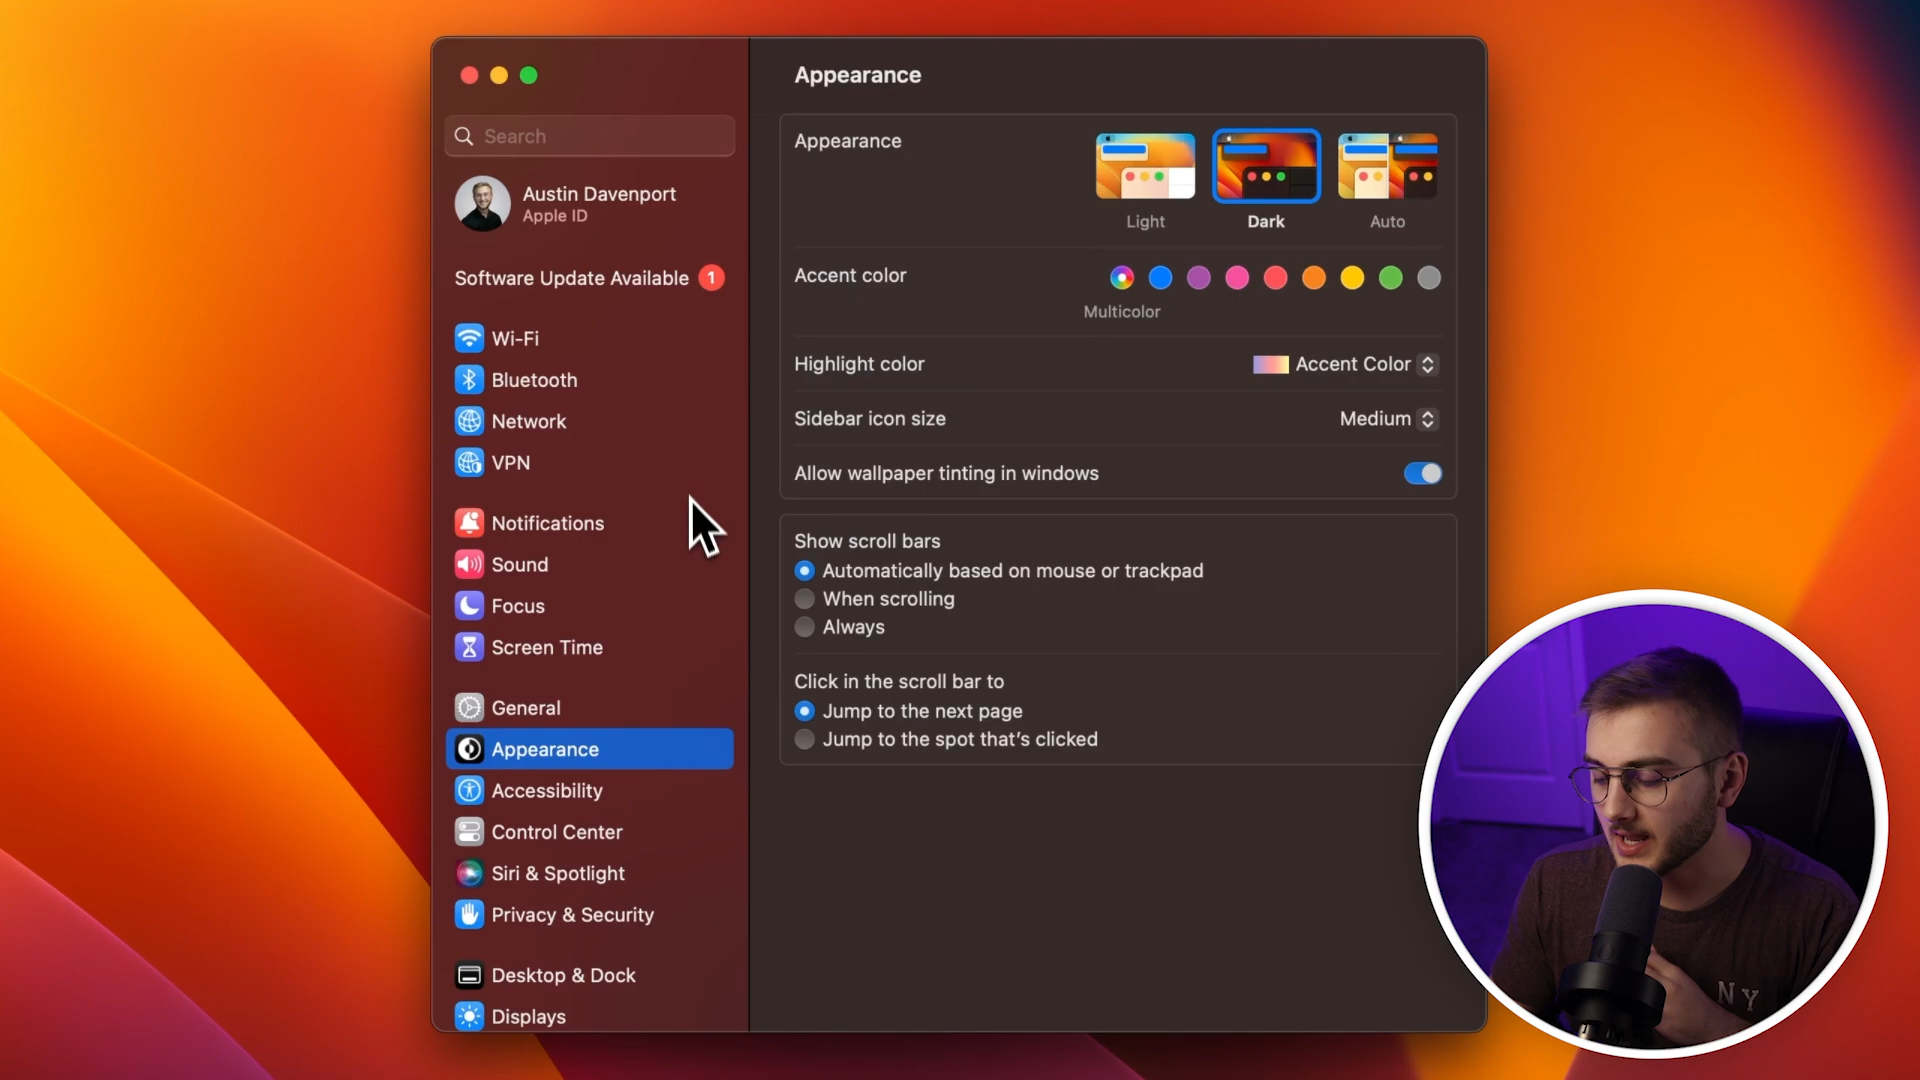 Search
Austin Davenport
Apple ID
Software Update Available 1
Wi-Fi
Bluetooth
Network
VPN
Notifications
Sound
Focus
Screen Time
General
Appearance
Accessibility
Control Center
Siri & Spotlight
Privacy & Security
Desktop & Dock
Displays
Appearance
Appearance
Light
Dark
Auto
Accent color
Multicolor
Highlight color
Accent Color
Sidebar icon size
Medium
Allow wallpaper tinting in windows
Show scroll bars
Automatically based on mouse or trackpad
When scrolling
Always
Click in the scroll bar to
Jump to the next page
Jump to the spot that’s clicked
NY